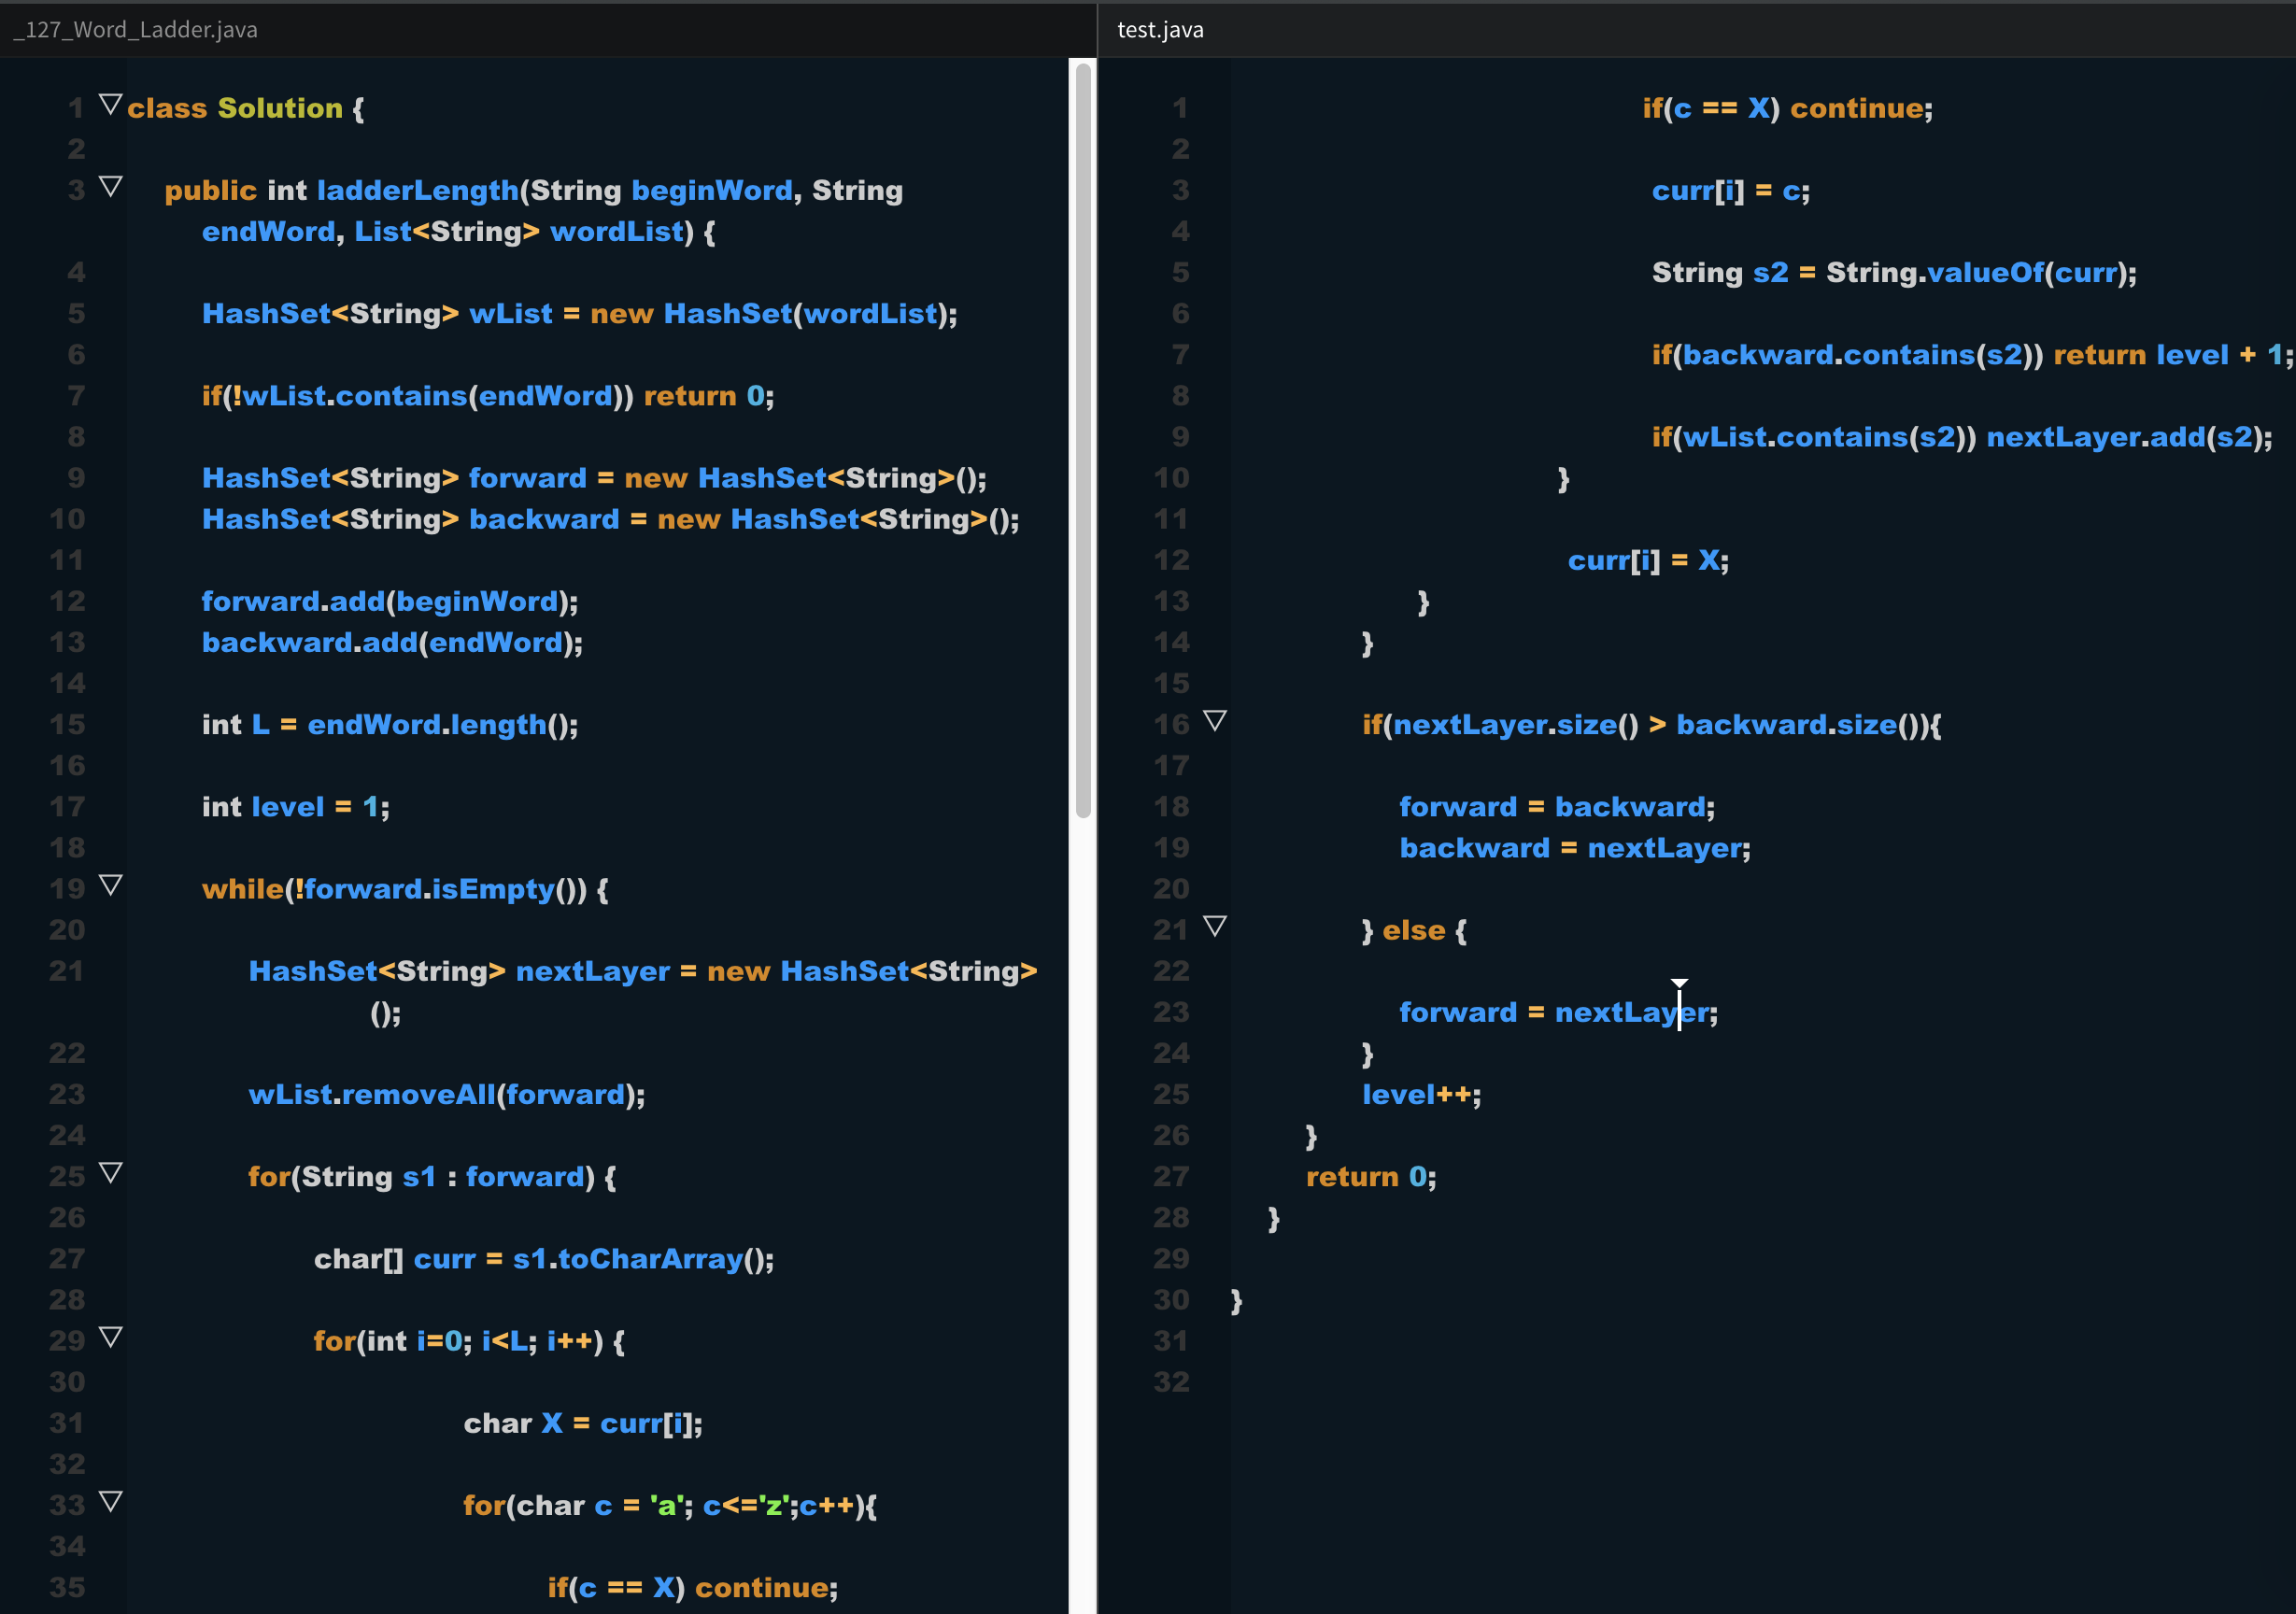 _127_Word_Ladder.java
1 class Solution {
2
3 public int ladderLength(String beginWord, String
endWord, List<String> wordList) {
4
5 HashSet<String> wList = new HashSet(wordList);
6
7 if(!wList.contains(endWord)) return 0;
8
9 HashSet<String> forward = new HashSet<String>();
10 HashSet<String> backward = new HashSet<String>();
11
12 forward.add(beginWord);
13 backward.add(endWord);
14
15 int L = endWord.length();
16
17 int level = 1;
18
19 while(!forward.isEmpty()) {
20
21 HashSet<String> nextLayer = new HashSet<String>
();
22
23 wList.removeAll(forward);
24
25 for(String s1 : forward) {
26
27 char[] curr = s1.toCharArray();
28
29 for(int i=0; i<L; i++) {
30
31 char X = curr[i];
32
33 for(char c = 'a'; c<='z';c++){
34
35 if(c == X) continue;
test.java
1 if(c == X) continue;
2
3 curr[i] = c;
4
5 String s2 = String.valueOf(curr);
6
7 if(backward.contains(s2)) return level + 1;
8
9 if(wList.contains(s2)) nextLayer.add(s2);
10 }
11
12 curr[i] = X;
13 }
14 }
15
16 if(nextLayer.size() > backward.size()){
17
18 forward = backward;
19 backward = nextLayer;
20
21 } else {
22
23 forward = nextLayer;
24 }
25 level++;
26 }
27 return 0;
28 }
29
30 }
31
32